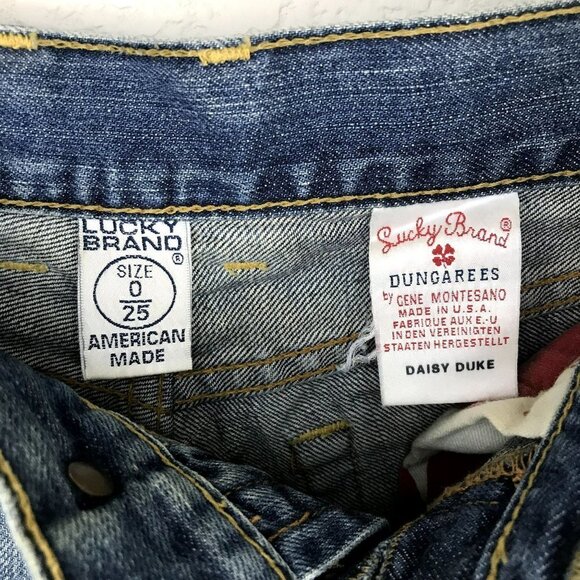 LUCKY
BRAND
®
SIZE
0
25
AMERICAN
MADE
Lucky Brand®
DUNGAREES
by GENE MONTESANO
MADE IN U.S.A.
FABRIQUE AUX E.-U
IN DEN VEREINIGTEN
STAATEN HERGESTELLT
DAISY DUKE